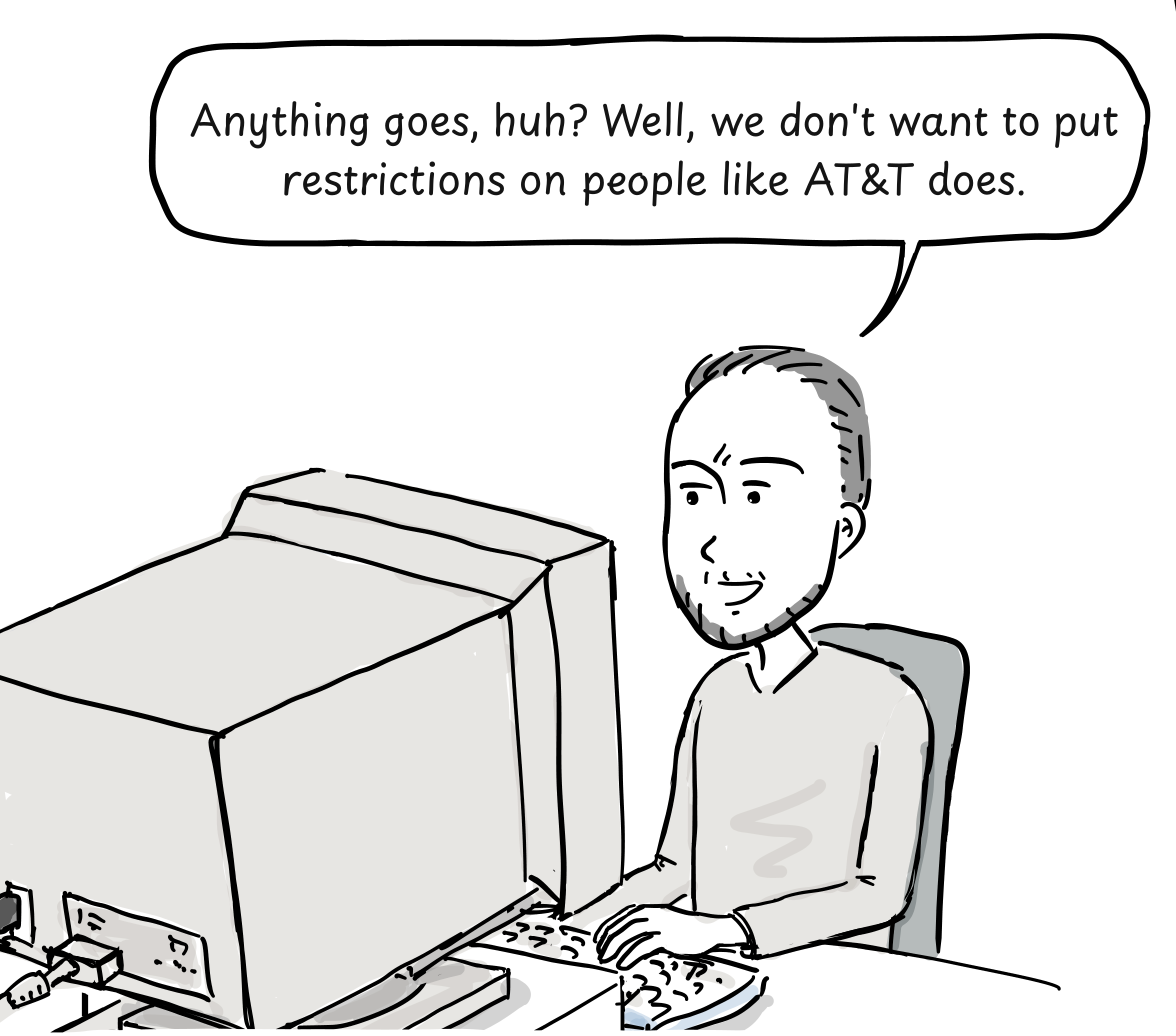 Anything goes, huh? Well, we don't want to put
restrictions on people like AT&T does.